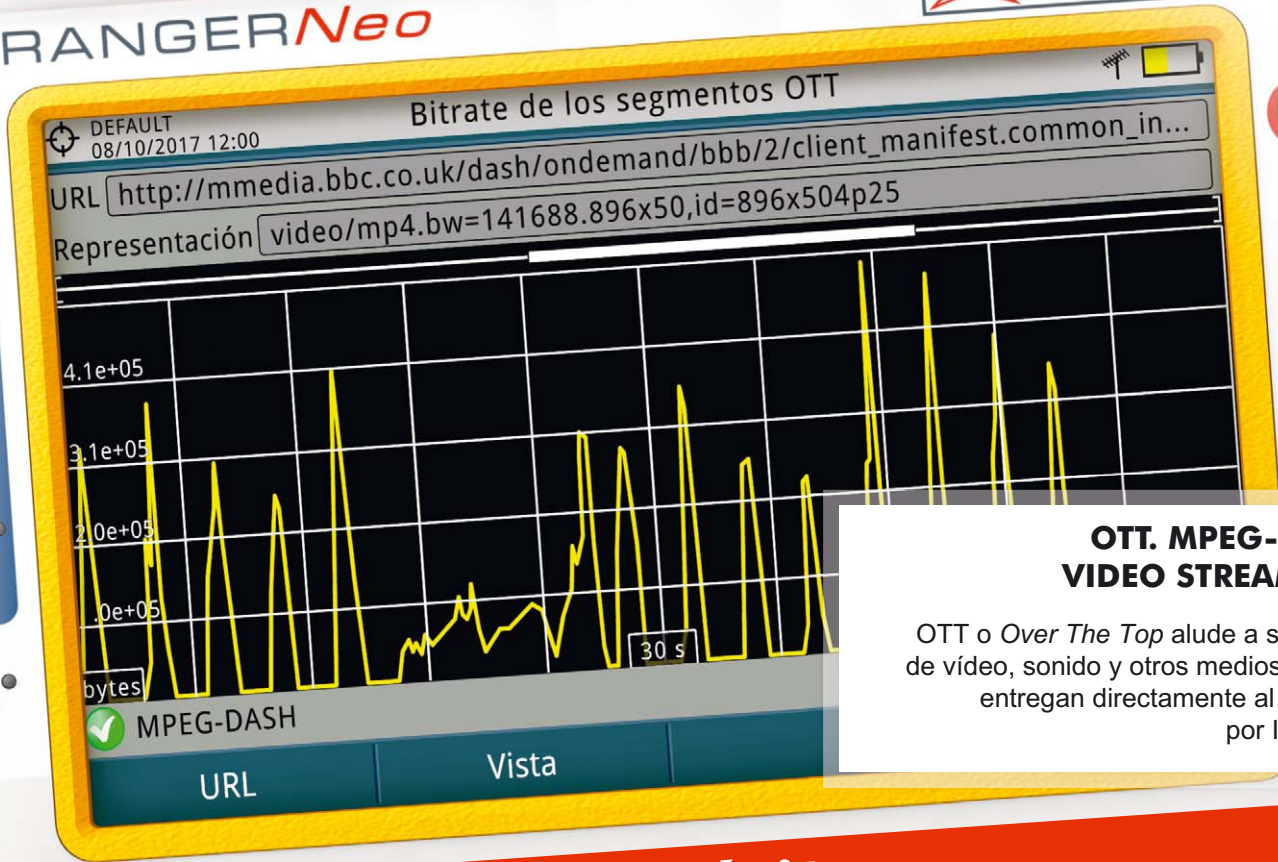 RANGERNeo
DEFAULT
08/10/2017 12:00
Bitrate de los segmentos OTT
URL http://mmedia.bbc.co.uk/dash/ondemand/bbb/2/client_manifest.common_in...
Representación video/mp4.bw=141688.896x50,id=896x504p25
4.1e+05
3.1e+05
2.0e+05
.0e+05
bytes
30 s
MPEG-DASH
URL
Vista
OTT. MPEG-
VIDEO STREA
OTT o Over The Top alude a s
de vídeo, sonido y otros medios
entregan directamente al
por